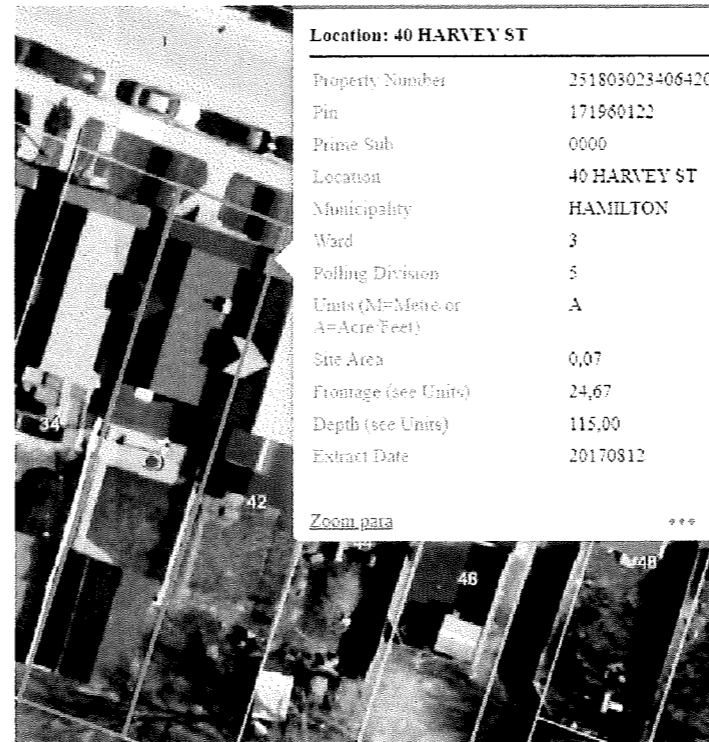 Location: 40 HARVEY ST
Property Number 251803023406420
Pin 171960122
Prime Sub 0000
Location 40 HARVEY ST
Municipality HAMILTON
Ward 3
Polling Division 5
Units (M=Metre or A
A=Acre/Feet)
Site Area 0,07
Frontage (see Units) 24,67
Depth (see Units) 115,00
Extract Date 20170812
Zoom para
34
42
46
48